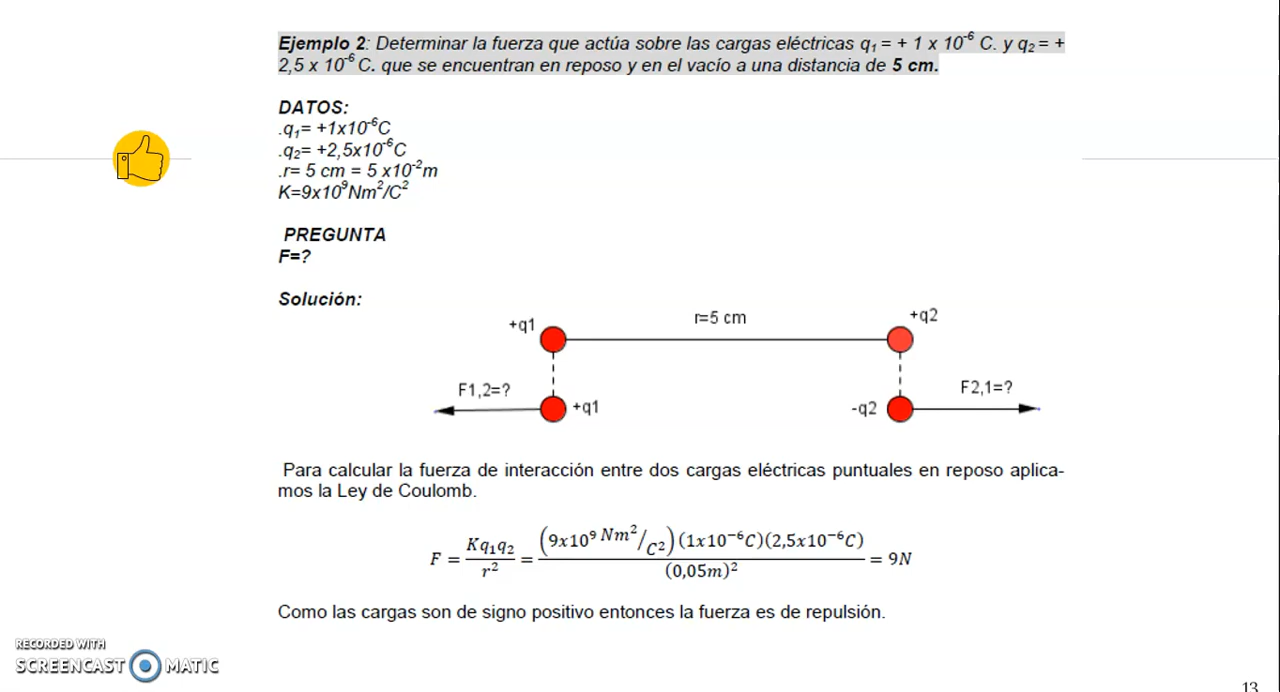 Ejemplo 2: Determinar la fuerza que actúa sobre las cargas eléctricas q₁ = + 1 x 10⁻⁶ C. y q₂ = +
2,5 x 10⁻⁶ C. que se encuentran en reposo y en el vacío a una distancia de 5 cm.
DATOS:
.q₁= +1x10⁻⁶C
.q₂= +2,5x10⁻⁶C
.r= 5 cm = 5 x10⁻²m
K=9x10⁹Nm²/C²
PREGUNTA
F=?
Solución:
+q1 r=5 cm +q2
F1,2=? +q1 -q2 F2,1=?
Para calcular la fuerza de interacción entre dos cargas eléctricas puntuales en reposo aplica-
mos la Ley de Coulomb.
F = Kq₁q₂/r² = (9x10⁹ Nm²/C²)(1x10⁻⁶C)(2,5x10⁻⁶C)/(0,05m)² = 9N
Como las cargas son de signo positivo entonces la fuerza es de repulsión.
RECORDED WITH
SCREENCAST MATIC
13